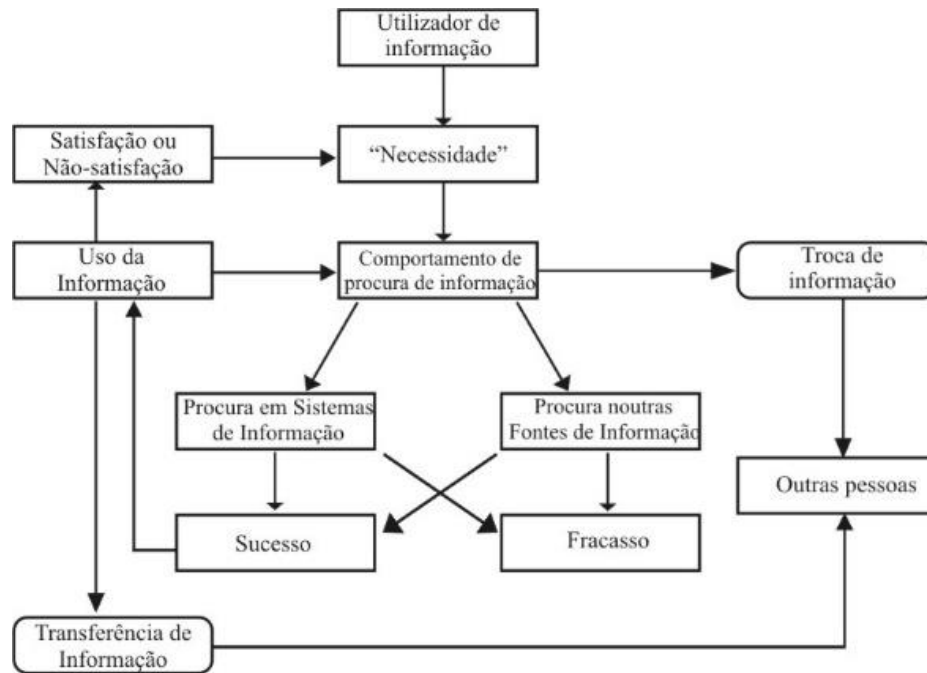 Utilizador de
informação
Satisfação ou
Não-satisfação
“Necessidade”
Uso da
Informação
Comportamento de
procura de informação
Troca de
informação
Procura em Sistemas
de Informação
Procura noutras
Fontes de Informação
Outras pessoas
Sucesso
Fracasso
Transferência de
Informação